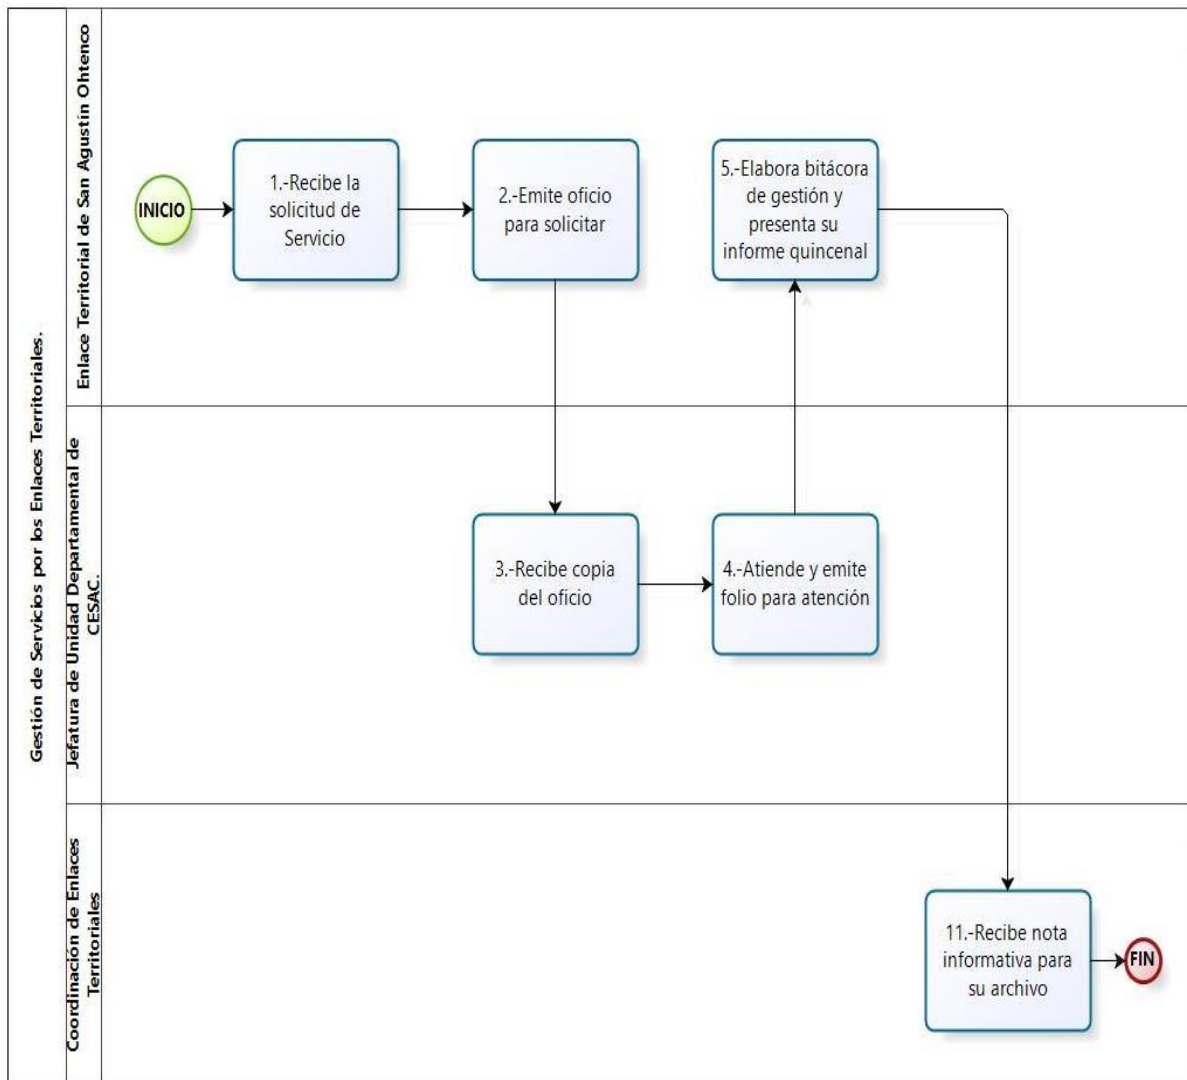 Gestión de Servicios por los Enlaces Territoriales.
Enlace Territorial de San Agustín Ohtenco
INICIO
1.-Recibe la
solicitud de
Servicio
2.-Emite oficio
para solicitar
5.-Elabora bitácora
de gestión y
presenta su
informe quincenal
Jefatura de Unidad Departamental de
CESAC.
3.-Recibe copia
del oficio
4.-Atiende y emite
folio para atención
Coordinación de Enlaces
Territoriales
11.-Recibe nota
informativa para
su archivo
FIN